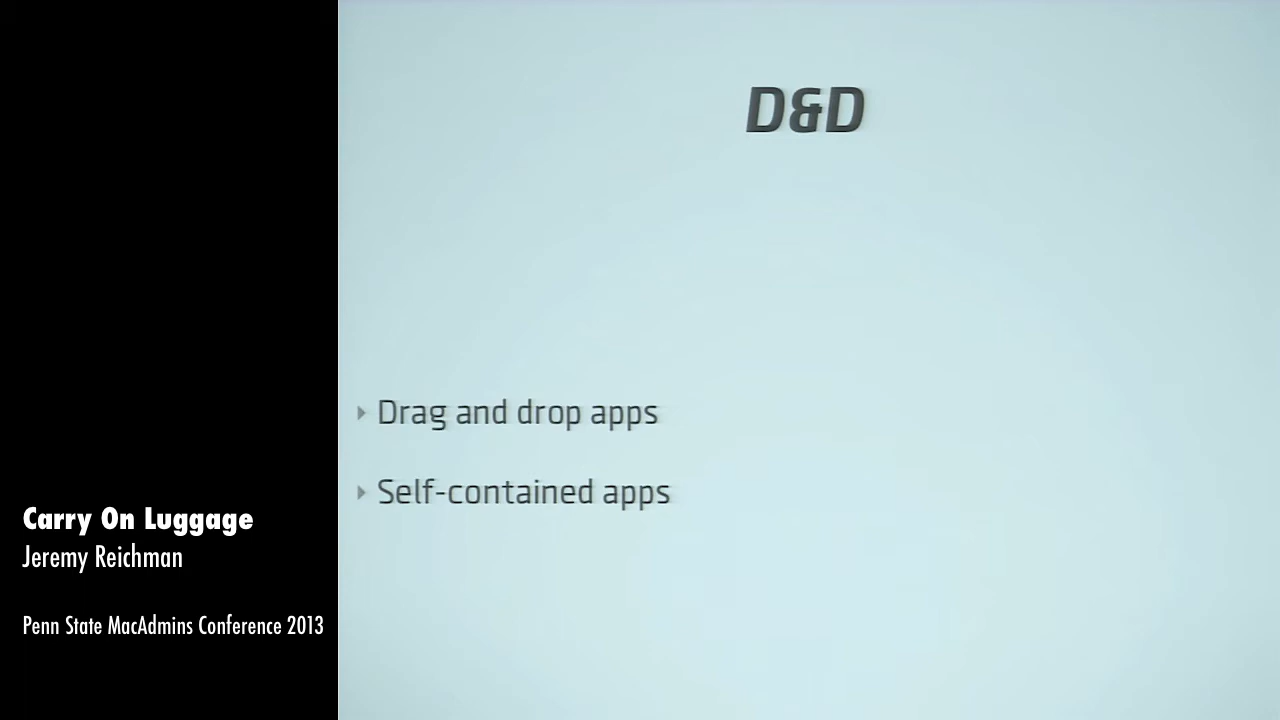 D&D
Drag and drop apps
Self-contained apps
Carry On Luggage
Jeremy Reichman
Penn State MacAdmins Conference 2013